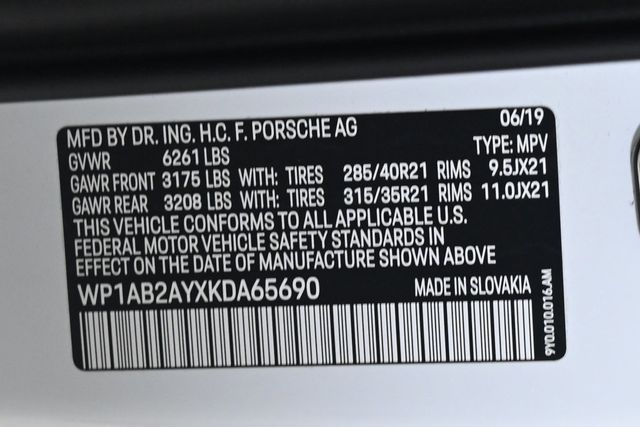 MFD BY DR. ING. H.C. F. PORSCHE AG 06/19
GVWR 6261 LBS TYPE: MPV
GAWR FRONT 3175 LBS WITH: TIRES 285/40R21 RIMS 9.5JX21
GAWR REAR 3208 LBS WITH: TIRES 315/35R21 RIMS 11.0JX21
THIS VEHICLE CONFORMS TO ALL APPLICABLE U.S.
FEDERAL MOTOR VEHICLE SAFETY STANDARDS IN
EFFECT ON THE DATE OF MANUFACTURE SHOWN ABOVE
WP1AB2AYXKDA65690 MADE IN SLOVAKIA
9Y0.010.016.AM